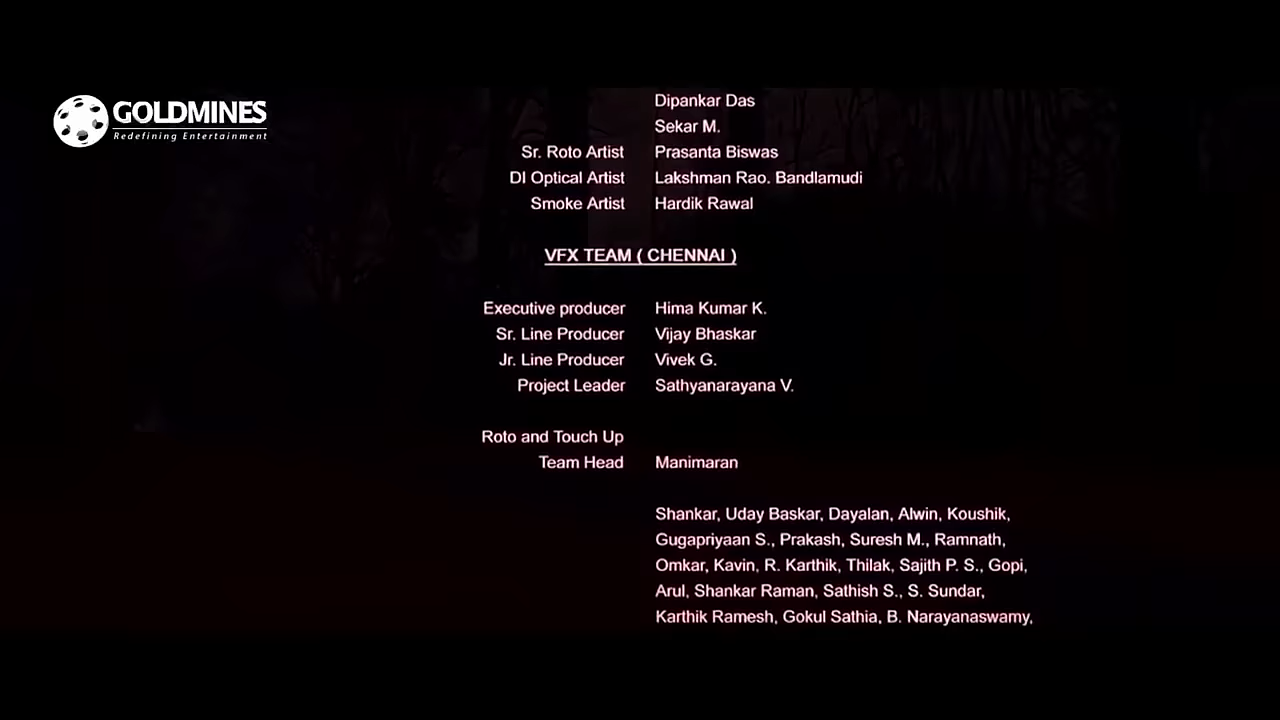 GOLDMINES
Redefining Entertainment
Dipankar Das
Sekar M.
Sr. Roto Artist Prasanta Biswas
DI Optical Artist Lakshman Rao. Bandlamudi
Smoke Artist Hardik Rawal
VFX TEAM ( CHENNAI )
Executive producer Hima Kumar K.
Sr. Line Producer Vijay Bhaskar
Jr. Line Producer Vivek G.
Project Leader Sathyanarayana V.
Roto and Touch Up
Team Head Manimaran
Shankar, Uday Baskar, Dayalan, Alwin, Koushik,
Gugapriyaan S., Prakash, Suresh M., Ramnath,
Omkar, Kavin, R. Karthik, Thilak, Sajith P. S., Gopi,
Arul, Shankar Raman, Sathish S., S. Sundar,
Karthik Ramesh, Gokul Sathia, B. Narayanaswamy,